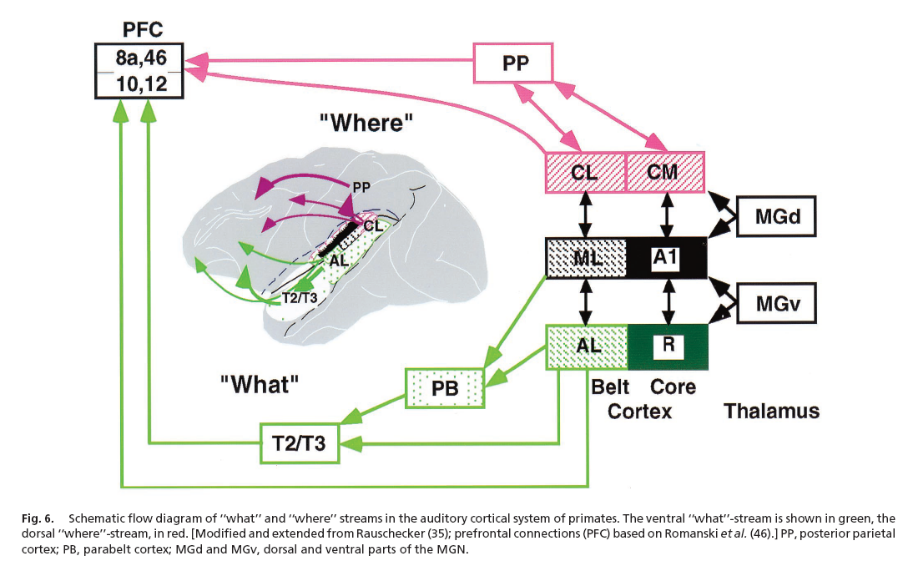 PFC
8a,46
10,12
PP
"Where"
CL
CM
MGd
PP
CL
AL
T2/T3
ML
A1
MGv
AL
R
"What"
PB
Belt Core
Cortex
Thalamus
T2/T3
Fig. 6. Schematic flow diagram of "what" and "where" streams in the auditory cortical system of primates. The ventral "what"-stream is shown in green, the
dorsal "where"-stream, in red. [Modified and extended from Rauschecker (35); prefrontal connections (PFC) based on Romanski et al. (46).] PP, posterior parietal
cortex; PB, parabelt cortex; MGd and MGv, dorsal and ventral parts of the MGN.